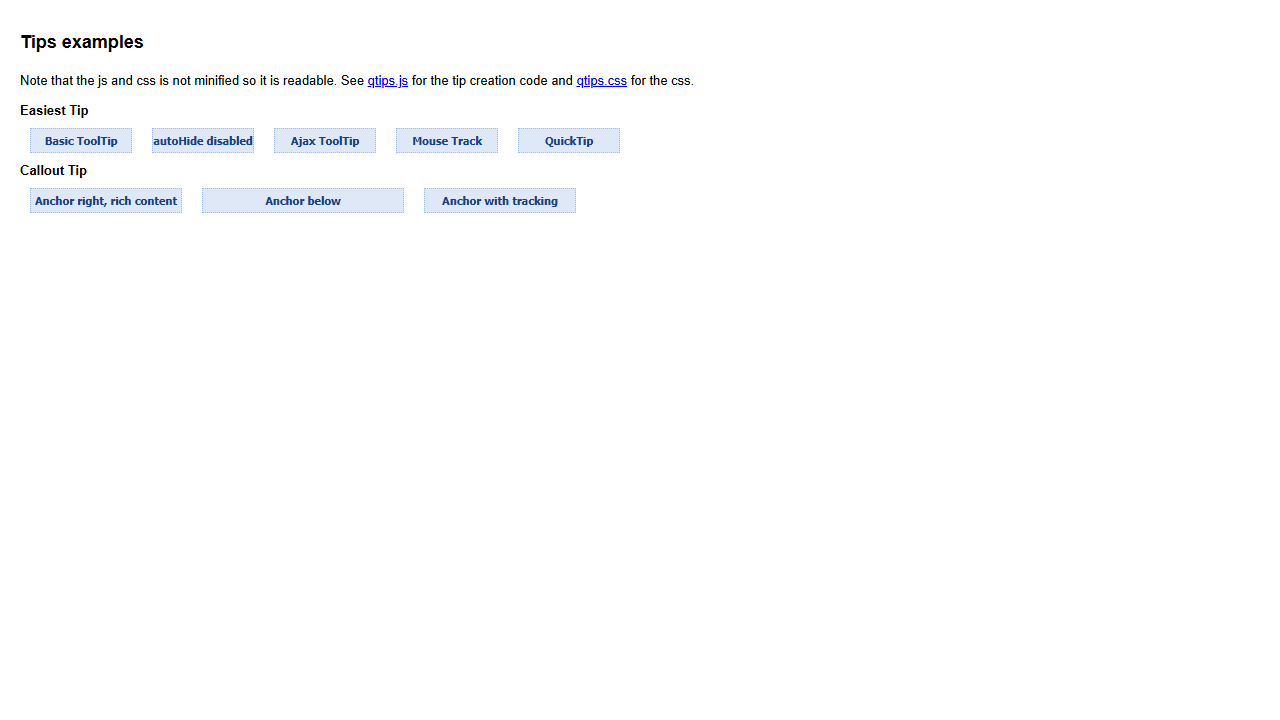 Tips examples
Note that the js and css is not minified so it is readable. See qtips.js for the tip creation code and qtips.css for the css.
Easiest Tip
Basic ToolTip autoHide disabled Ajax ToolTip Mouse Track QuickTip
Callout Tip
Anchor right, rich content Anchor below Anchor with tracking